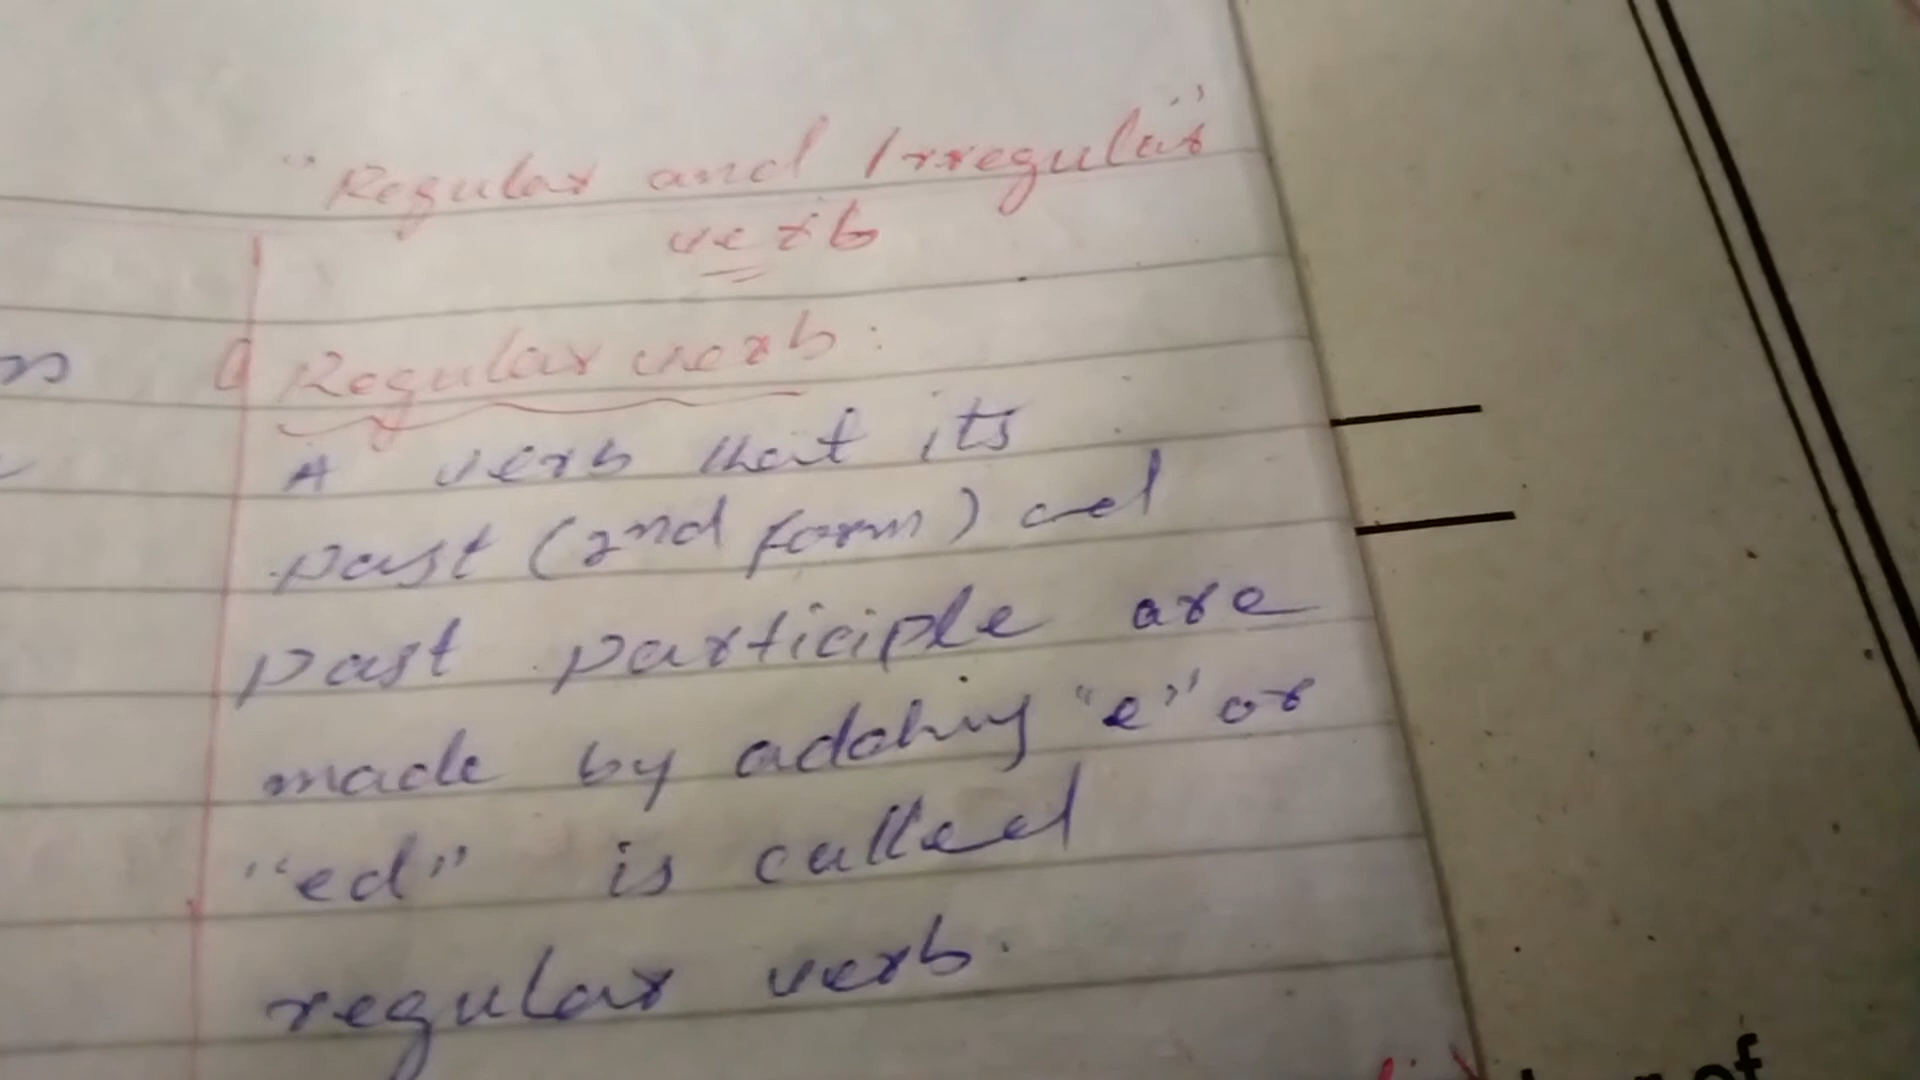 "Regular and Irregular"
verb
Regular verb:
A verb that its
past (2nd form) and
past participle are
made by adding "e" or
"ed" is called
regular verb.
of